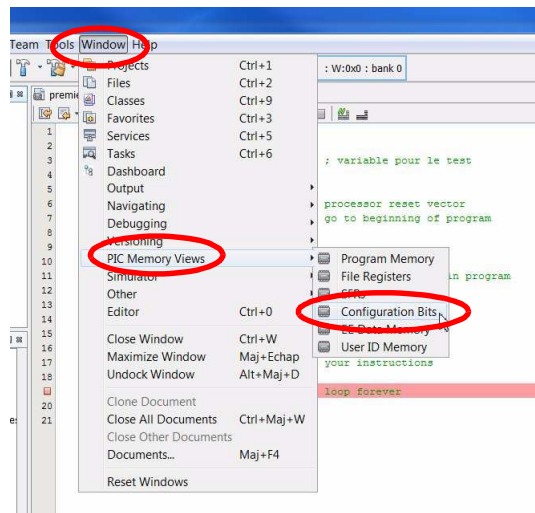 Team Tools Window Help
: W:0x0 : bank 0
premie
Projects Ctrl+1
Files Ctrl+2
Classes Ctrl+9
Favorites Ctrl+3
Services Ctrl+5
Tasks Ctrl+6
Dashboard
Output
Navigating
Debugging
Versioning
PIC Memory Views
Simulator
Other
Editor Ctrl+0
Close Window Ctrl+W
Maximize Window Maj+Echap
Undock Window Alt+Maj+D
Clone Document
Close All Documents Ctrl+Maj+W
Close Other Documents
Documents... Maj+F4
Reset Windows
Program Memory
File Registers
SFRs
Configuration Bits
EE Data Memory
User ID Memory
1
2
3 ; variable pour le test
4
5
6 processor reset vector
7 go to beginning of program
8
9
10
11 in program
12
13
14
15
16
17 your instructions
18
loop forever
20
21